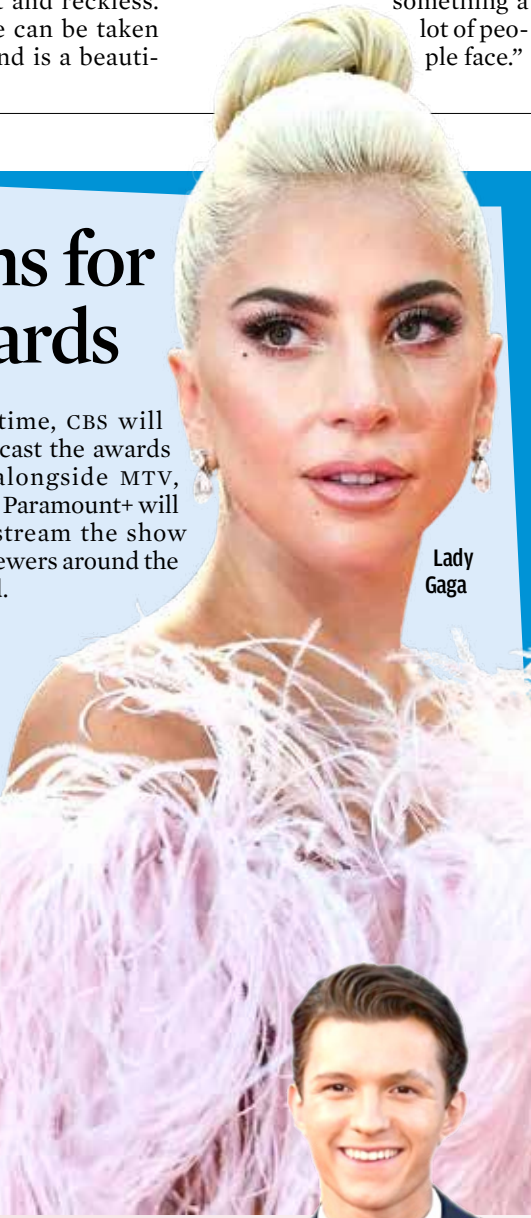 and reckless.
e can be taken
nd is a beauti-
something a
lot of peo-
ple face.”
ns for
ards
time, CBS will
cast the awards
alongside MTV,
Paramount+ will
stream the show
ewers around the
l.
Lady
Gaga